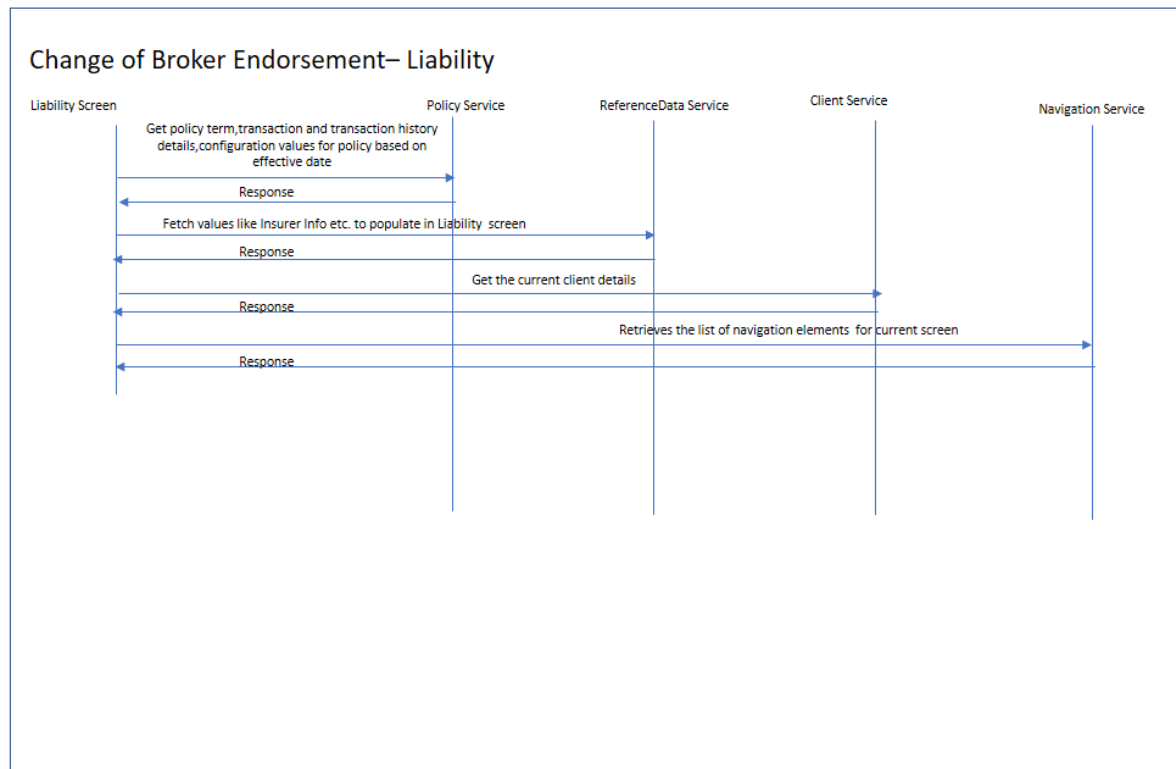 Change of Broker Endorsement– Liability
Liability Screen
Policy Service
ReferenceData Service
Client Service
Navigation Service
Get policy term,transaction and transaction history
details,configuration values for policy based on
effective date
Response
Fetch values like Insurer Info etc. to populate in Liability screen
Response
Get the current client details
Response
Retrieves the list of navigation elements for current screen
Response